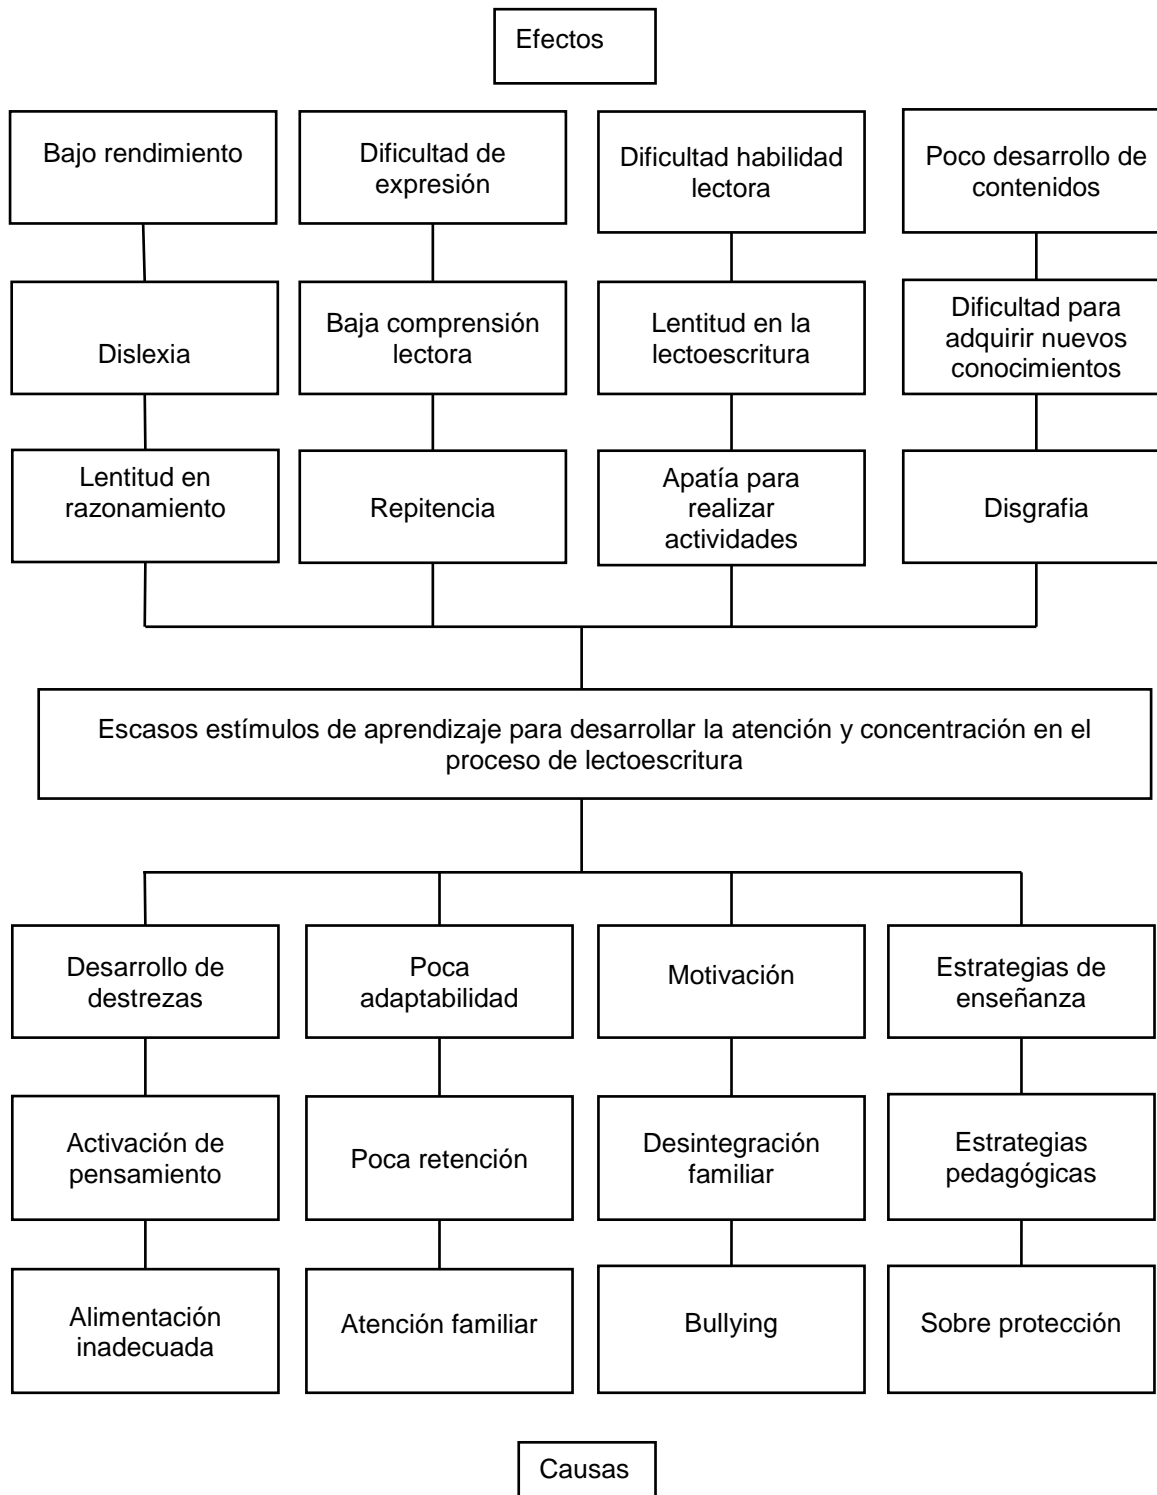 Efectos
Bajo rendimiento
Dificultad de
expresión
Dificultad habilidad
lectora
Poco desarrollo de
contenidos
Dislexia
Baja comprensión
lectora
Lentitud en la
lectoescritura
Dificultad para
adquirir nuevos
conocimientos
Lentitud en
razonamiento
Repitencia
Apatía para
realizar
actividades
Disgrafia
Escasos estímulos de aprendizaje para desarrollar la atención y concentración en el
proceso de lectoescritura
Desarrollo de
destrezas
Poca
adaptabilidad
Motivación
Estrategias de
enseñanza
Activación de
pensamiento
Poca retención
Desintegración
familiar
Estrategias
pedagógicas
Alimentación
inadecuada
Atención familiar
Bullying
Sobre protección
Causas